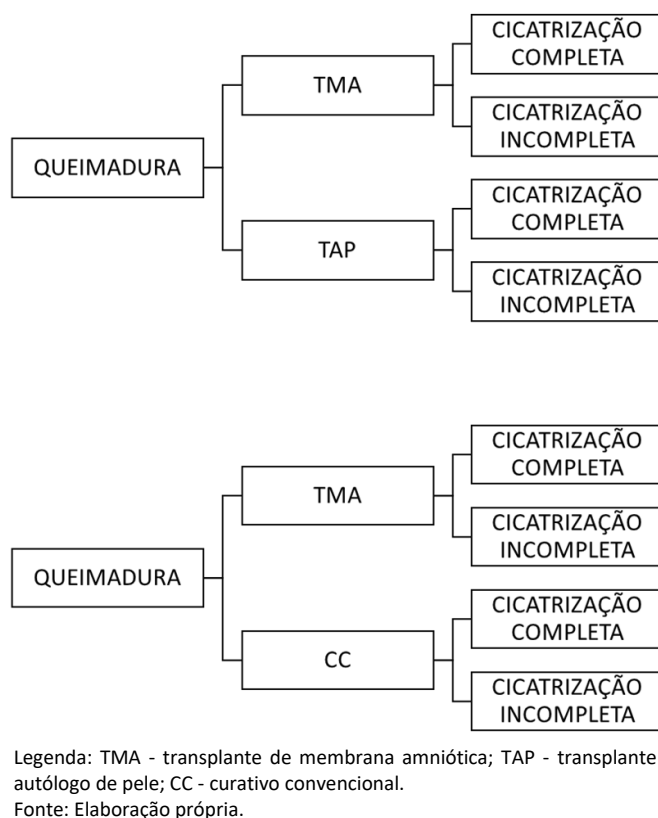 CICATRIZAÇÃO
COMPLETA
TMA
CICATRIZAÇÃO
INCOMPLETA
QUEIMADURA
CICATRIZAÇÃO
COMPLETA
TAP
CICATRIZAÇÃO
INCOMPLETA
CICATRIZAÇÃO
COMPLETA
TMA
CICATRIZAÇÃO
INCOMPLETA
QUEIMADURA
CICATRIZAÇÃO
COMPLETA
CC
CICATRIZAÇÃO
INCOMPLETA
Legenda: TMA - transplante de membrana amniótica; TAP - transplante
autólogo de pele; CC - curativo convencional.
Fonte: Elaboração própria.